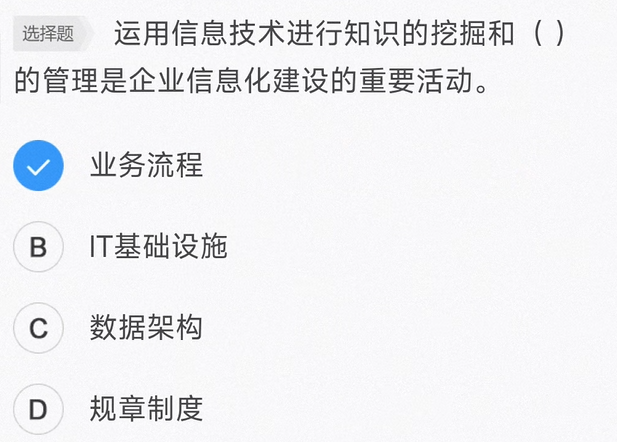 选择题 运用信息技术进行知识的挖掘和（ ）
的管理是企业信息化建设的重要活动。
业务流程
B IT基础设施
C 数据架构
D 规章制度